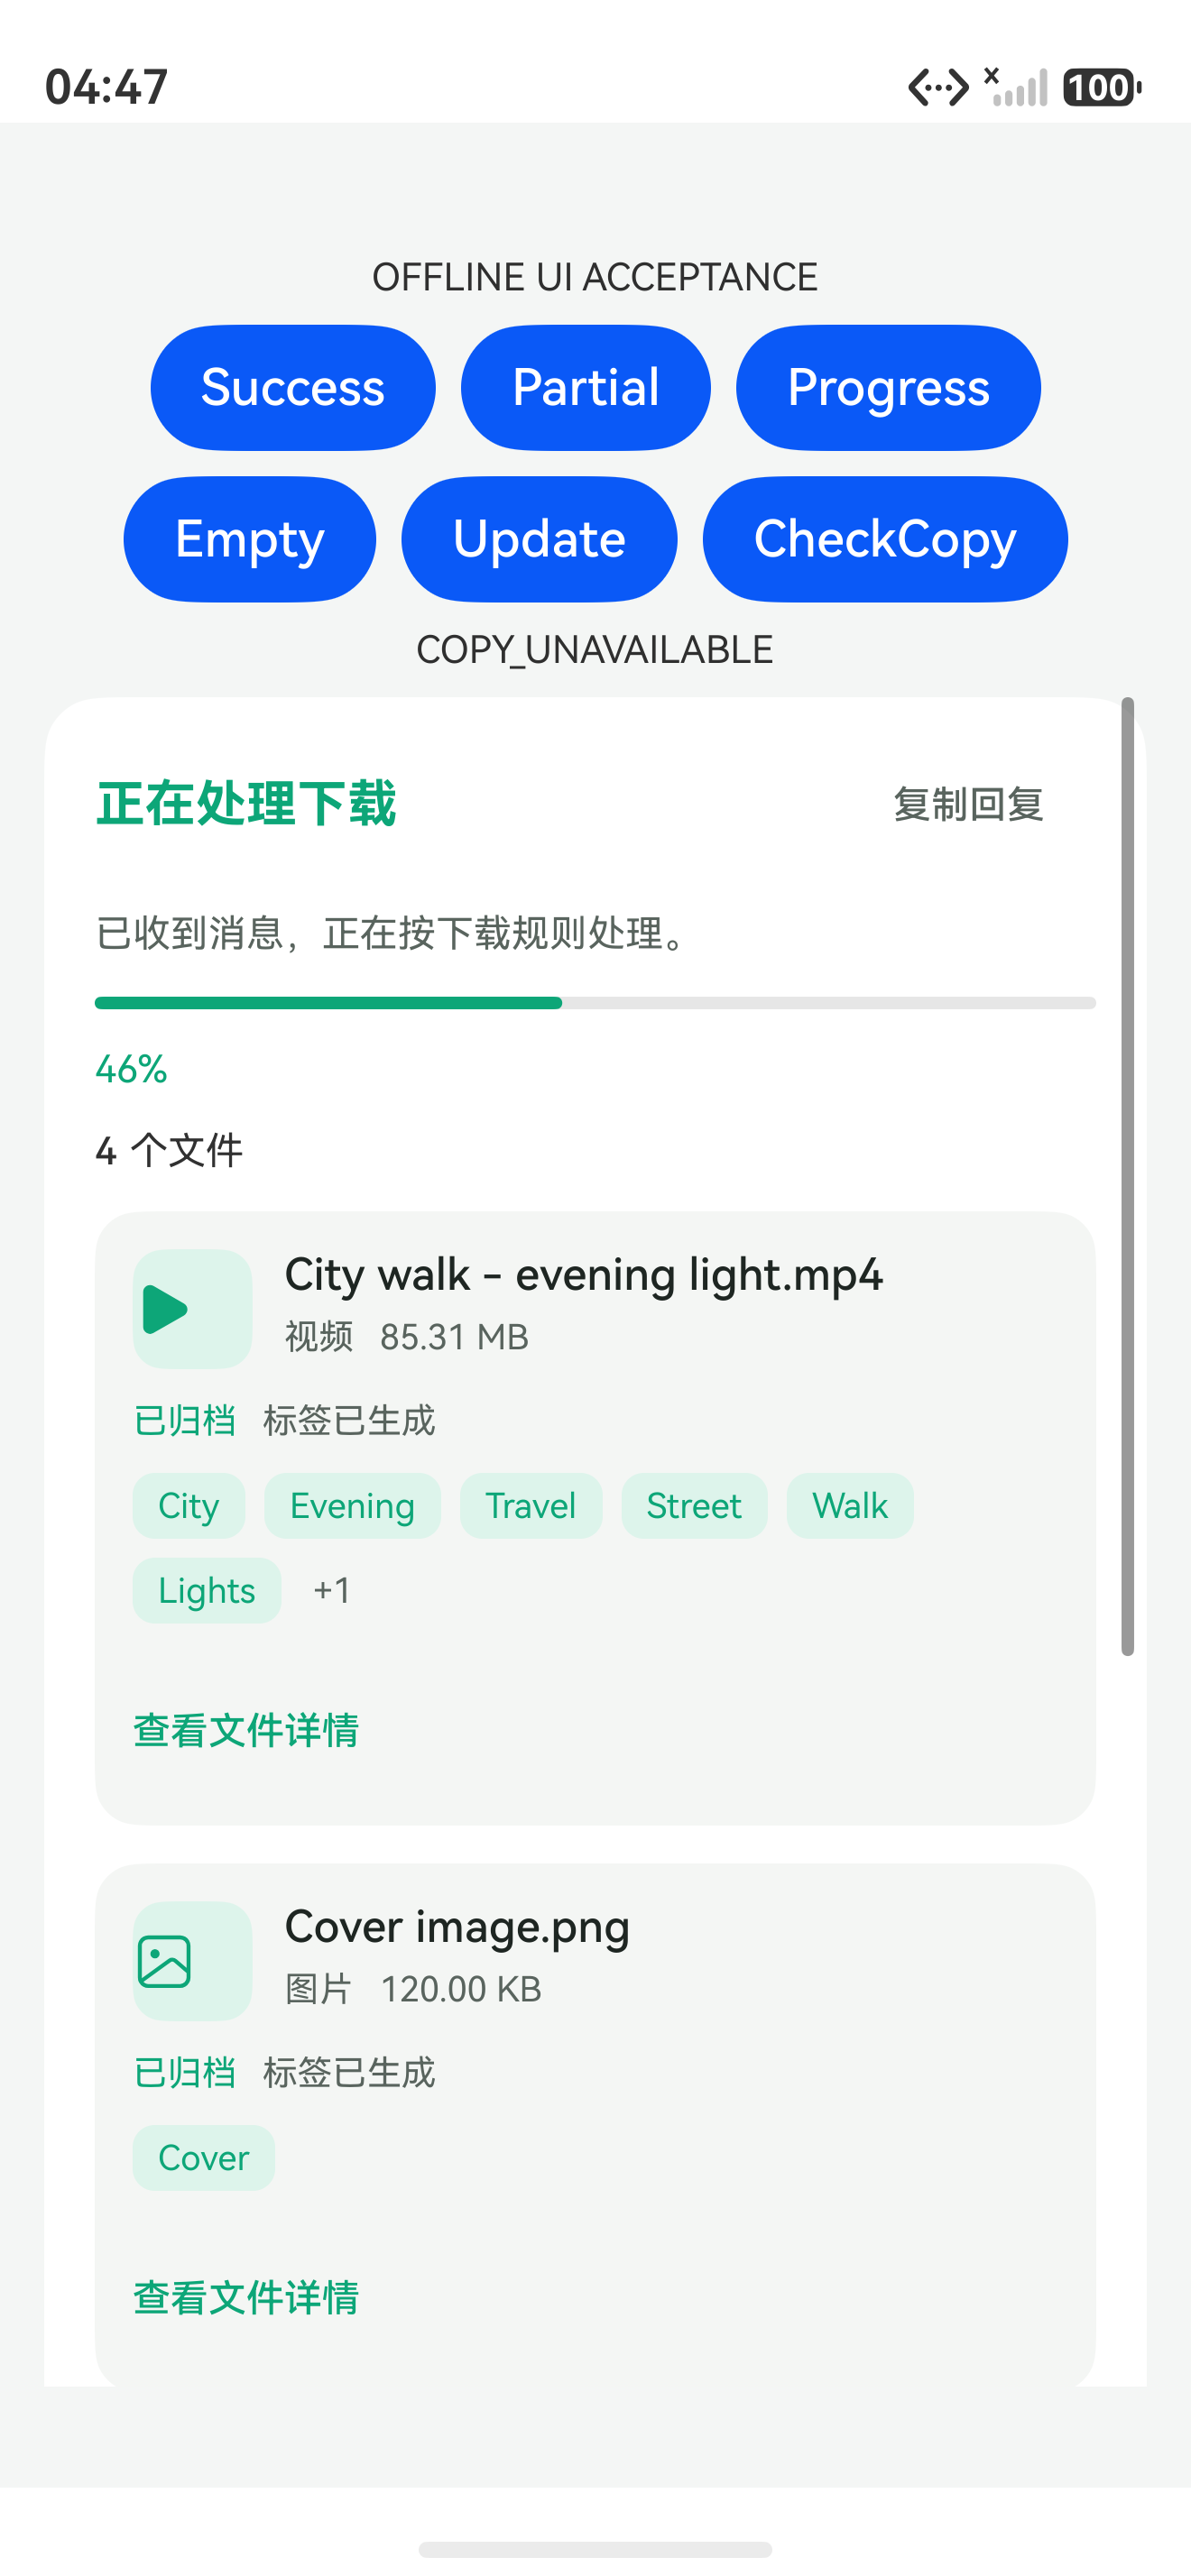 04:47
100
OFFLINE UI ACCEPTANCE
Success Partial Progress
Empty Update CheckCopy
COPY_UNAVAILABLE
正在处理下载 复制回复
已收到消息，正在按下载规则处理。
46%
4 个文件
City walk - evening light.mp4
视频 85.31 MB
已归档 标签已生成
City Evening Travel Street Walk
Lights +1
查看文件详情
Cover image.png
图片 120.00 KB
已归档 标签已生成
Cover
查看文件详情